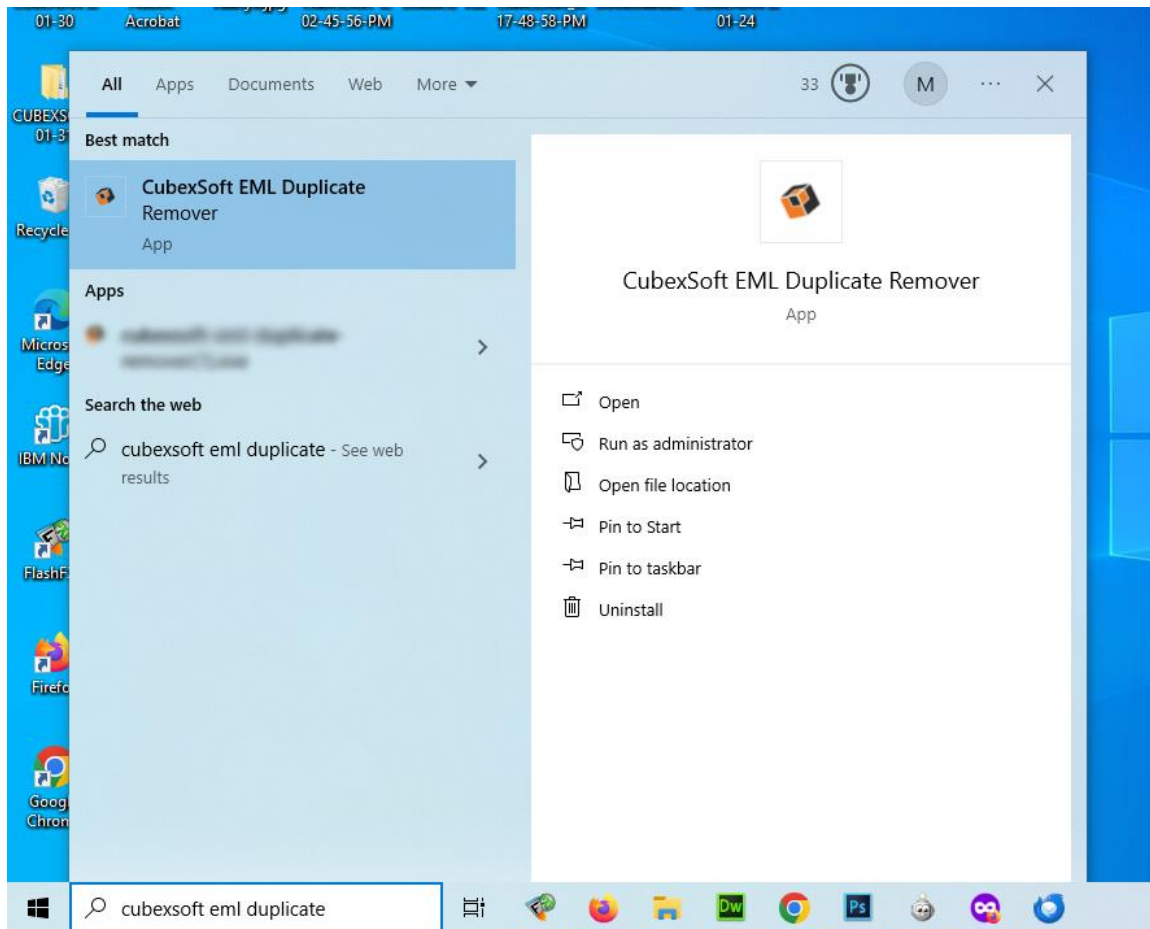 01-30 Acrobat 02-45-56-PM 17-48-58-PM 01-24
All Apps Documents Web More 33 M
CUBEXS
01-3
Best match
CubexSoft EML Duplicate
Remover
App
Recycle
CubexSoft EML Duplicate Remover
App
Apps
Micros
Edge
Search the web
cubexsoft eml duplicate - See web
results
IBM No
Open
Run as administrator
Open file location
Pin to Start
Pin to taskbar
Uninstall
FlashF
Firefo
Googl
Chrom
cubexsoft eml duplicate
Dw
Ps